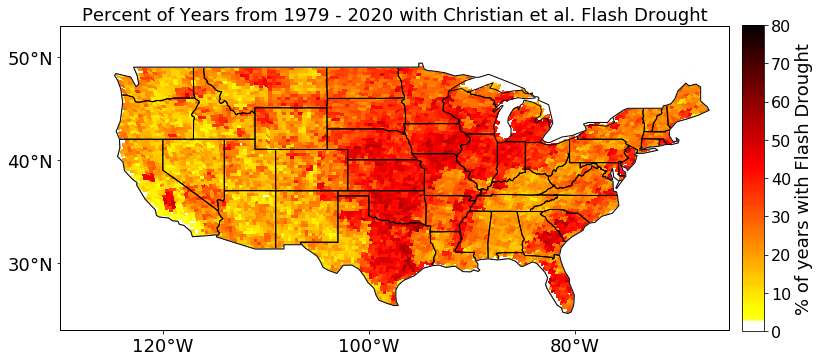 Percent of Years from 1979 - 2020 with Christian et al. Flash Drought
50°N
40°N
30°N
120°W
100°W
80°W
80
70
60
50
40
30
20
10
0
% of years with Flash Drought